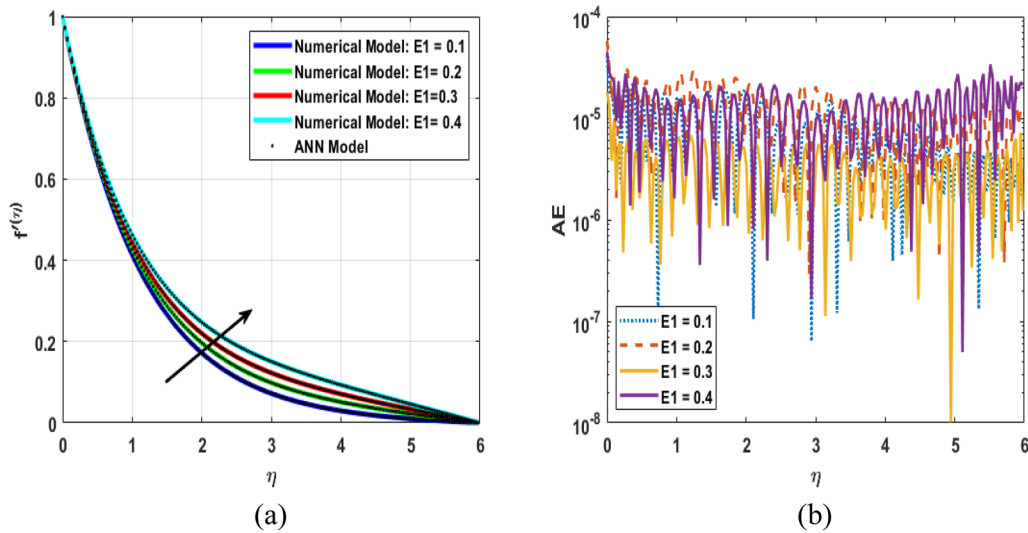 1
0.8
0.6
0.4
0.2
0
f'(η)
0 1 2 3 4 5 6
η
Numerical Model: E1 = 0.1
Numerical Model: E1= 0.2
Numerical Model: E1=0.3
Numerical Model: E1= 0.4
ANN Model
(a)
10-4
10-5
10-6
10-7
10-8
AE
0 1 2 3 4 5 6
η
E1 = 0.1
E1 = 0.2
E1 = 0.3
E1 = 0.4
(b)